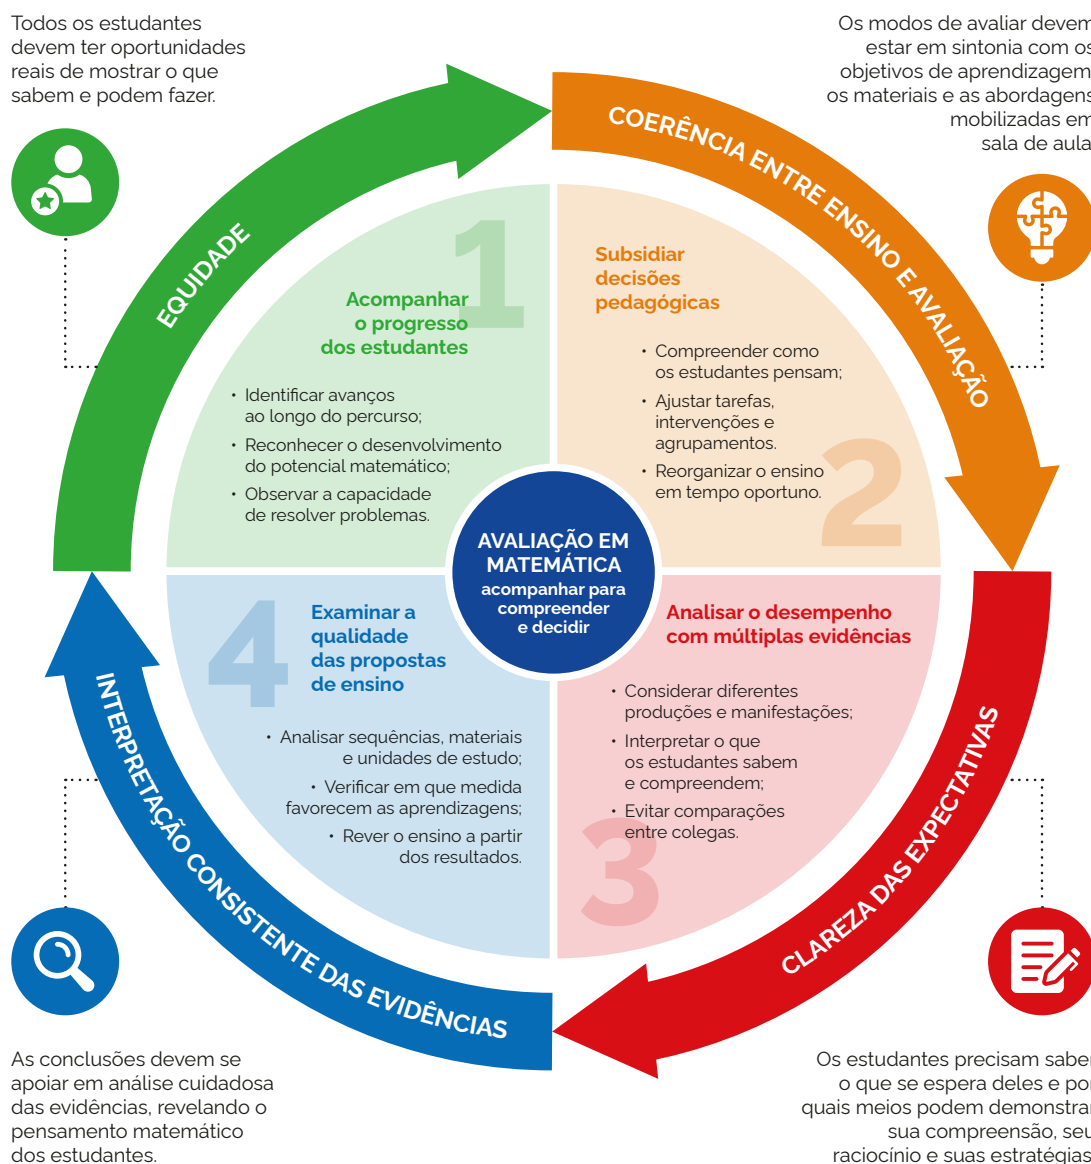 Todos os estudantes
devem ter oportunidades
reais de mostrar o que
sabem e podem fazer.
Os modos de avaliar devem
estar em sintonia com os
objetivos de aprendizagem
os materiais e as abordagens
mobilizadas em
sala de aula
EQUIDADE
COERÊNCIA ENTRE ENSINO E AVALIAÇÃO
1
Acompanhar
o progresso
dos estudantes
• Identificar avanços
ao longo do percurso;
• Reconhecer o desenvolvimento
do potencial matemático;
• Observar a capacidade
de resolver problemas.
Subsidiar
decisões
pedagógicas
• Compreender como
os estudantes pensam;
• Ajustar tarefas,
intervenções e
agrupamentos.
• Reorganizar o ensino
em tempo oportuno.
2
AVALIAÇÃO EM
MATEMÁTICA
acompanhar para
compreender
e decidir
Analisar o desempenho
com múltiplas evidências
• Considerar diferentes
produções e manifestações;
• Interpretar o que
os estudantes sabem
e compreendem;
• Evitar comparações
entre colegas.
3
4
Examinar a
qualidade
das propostas
de ensino
• Analisar sequências, materiais
e unidades de estudo;
• Verificar em que medida
favorecem as aprendizagens;
• Rever o ensino a partir
dos resultados.
CLAREZA DAS EXPECTATIVAS
INTERPRETAÇÃO CONSISTENTE DAS EVIDÊNCIAS
As conclusões devem se
apoiar em análise cuidadosa
das evidências, revelando o
pensamento matemático
dos estudantes.
Os estudantes precisam saber
o que se espera deles e por
quais meios podem demonstrar
sua compreensão, seu
raciocínio e suas estratégias